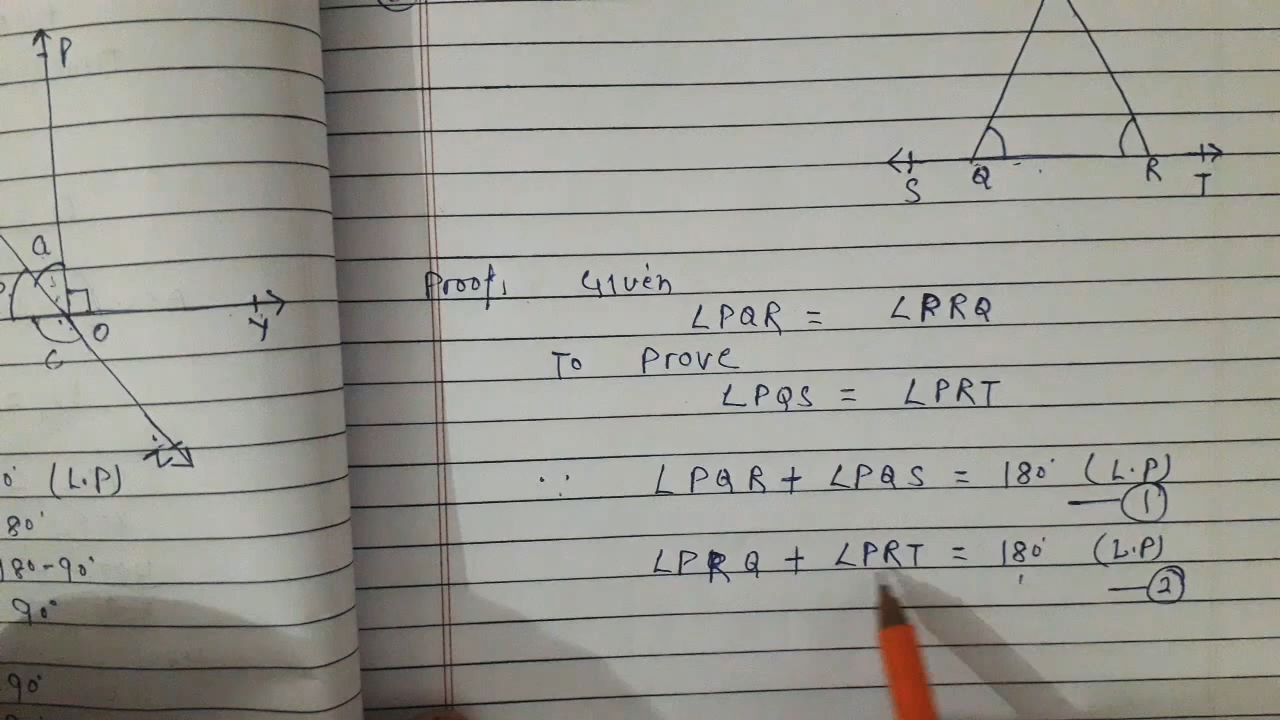 P
a
O
Y
C
0° (L.P)
80°
180-90°
90°
90°
S Q R T
Proof, Given
∠PQR = ∠PRQ
To Prove
∠PQS = ∠PRT
∵ ∠PQR + ∠PQS = 180° (L.P)
— ①
∠PRQ + ∠PRT = 180° (L.P)
— ②